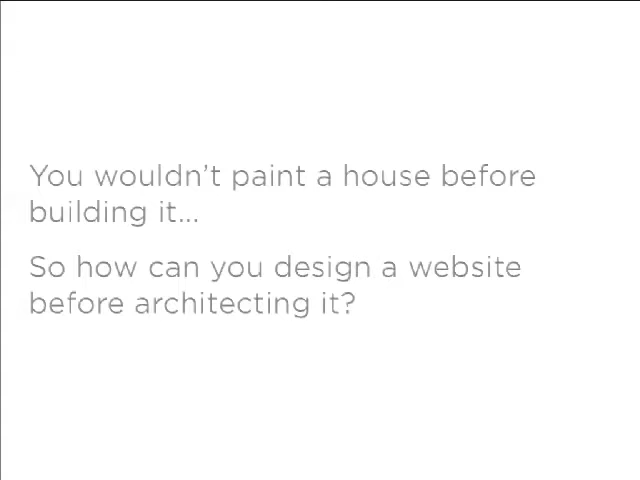 You wouldn’t paint a house before
building it...
So how can you design a website
before architecting it?